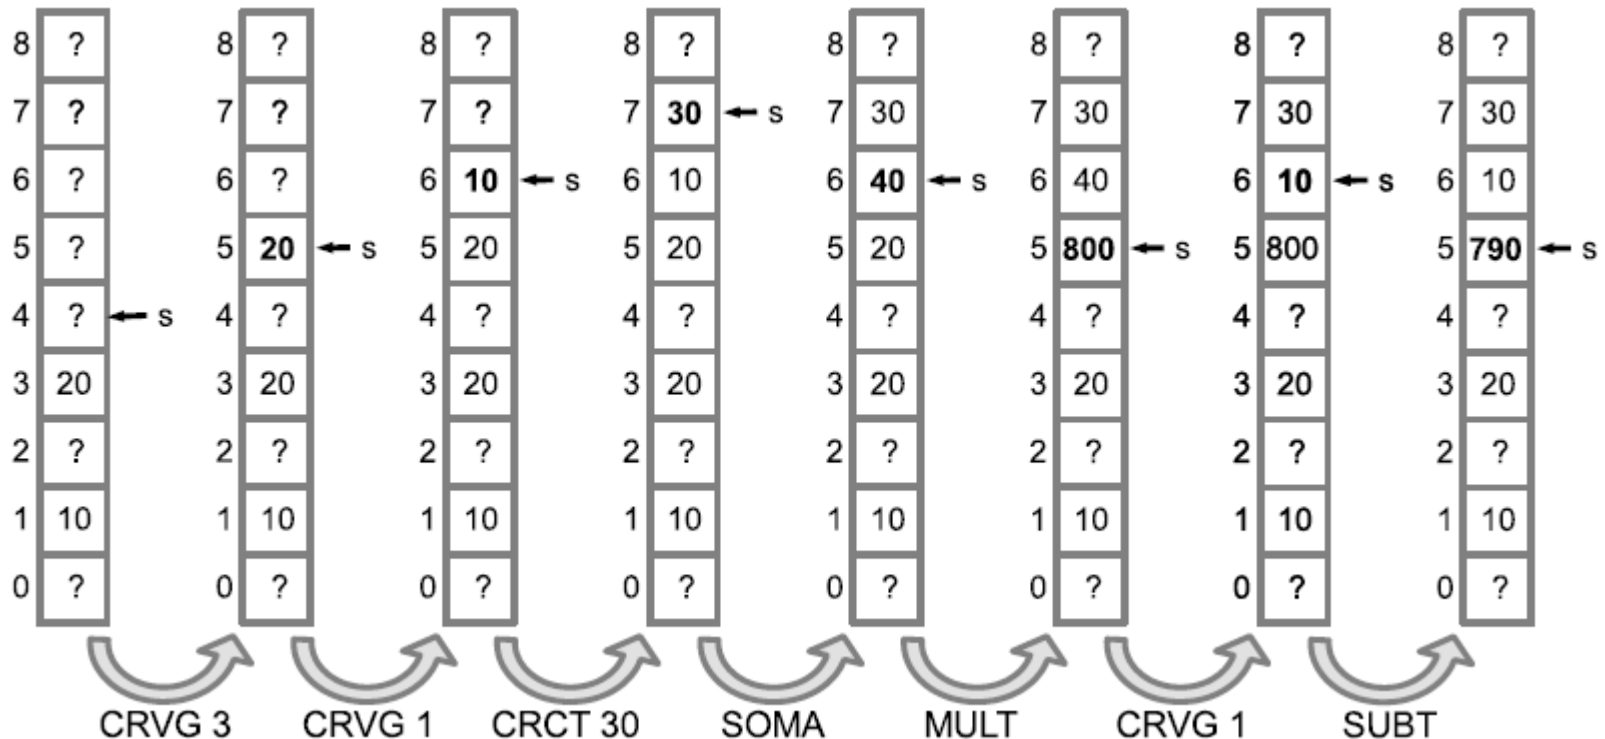 8 ? 8 ? 8 ? 8 ? 8 ? 8 ? 8 ? 8 ?
7 ? 7 ? 7 ? 7 30 s 7 30 7 30 7 30 7 30
6 ? 6 ? 6 10 s 6 10 6 40 s 6 40 6 10 s 6 10
5 ? 5 20 s 5 20 5 20 5 20 5 800 s 5 800 5 790 s
4 ? s 4 ? 4 ? 4 ? 4 ? 4 ? 4 ? 4 ?
3 20 3 20 3 20 3 20 3 20 3 20 3 20 3 20
2 ? 2 ? 2 ? 2 ? 2 ? 2 ? 2 ? 2 ?
1 10 1 10 1 10 1 10 1 10 1 10 1 10 1 10
0 ? 0 ? 0 ? 0 ? 0 ? 0 ? 0 ? 0 ?
CRVG 3 CRVG 1 CRCT 30 SOMA MULT CRVG 1 SUBT